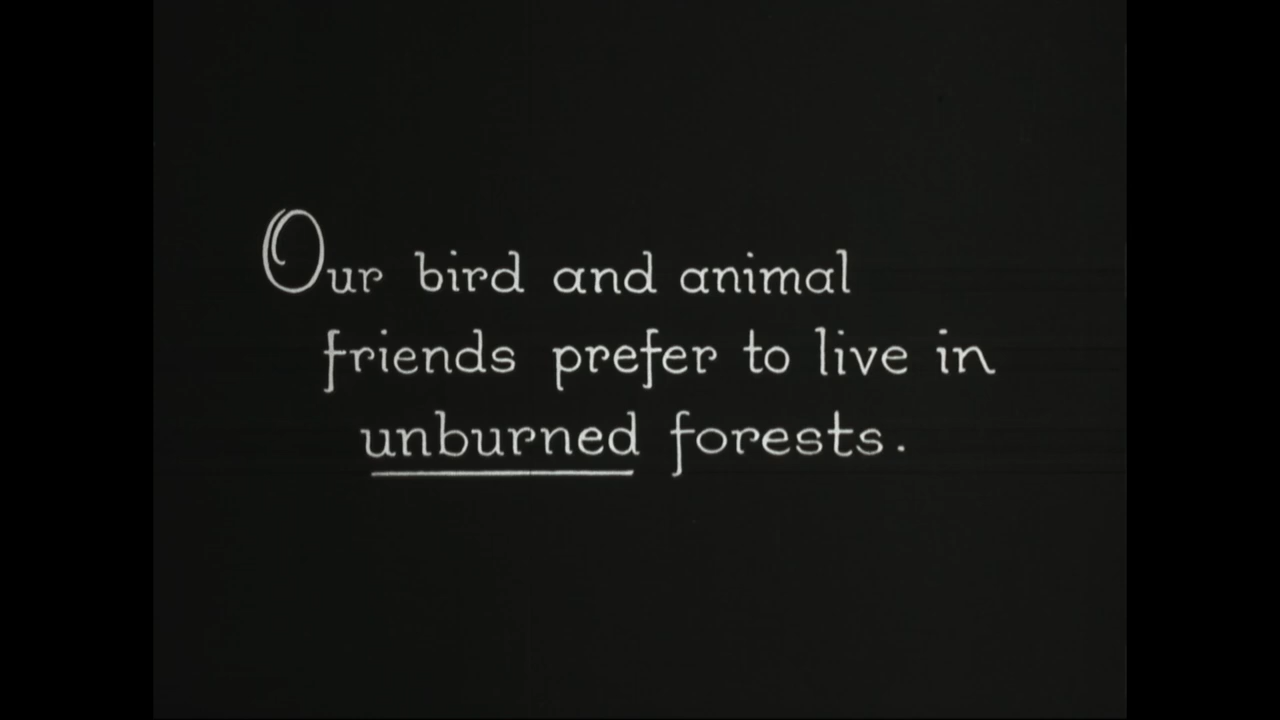 Our bird and animal
friends prefer to live in
unburned forests.